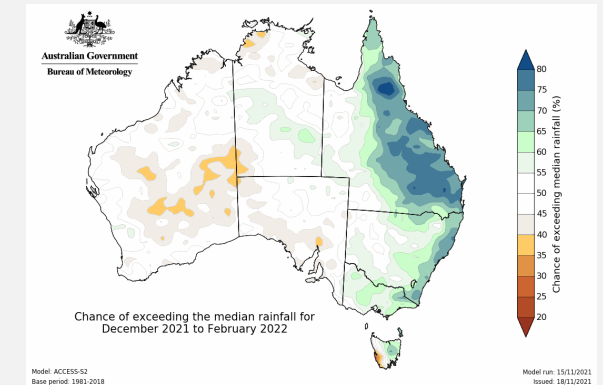 Australian Government
Bureau of Meteorology
80
75
70
65
60
55
50
45
40
35
30
25
20
Chance of exceeding median rainfall (%)
Chance of exceeding the median rainfall for
December 2021 to February 2022
Model: ACCESS-S2
Base period: 1981-2018
Model run: 15/11/2021
Issued: 18/11/2021